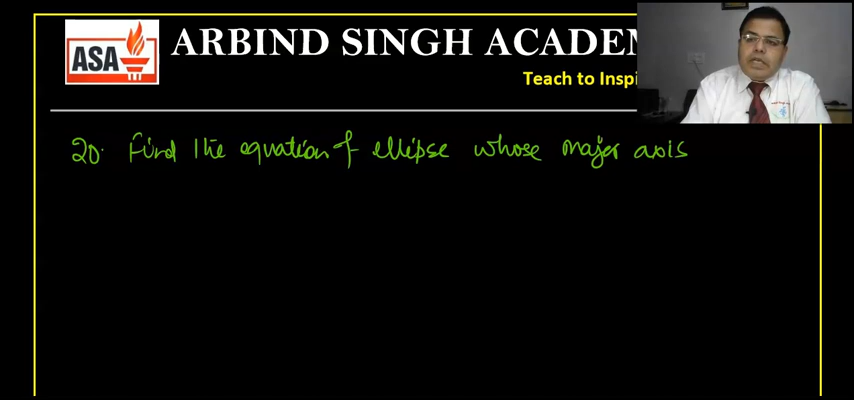 ASA
ARBIND SINGH ACADEM
Teach to Inspi
20. Find the equation of ellipse whose major axis